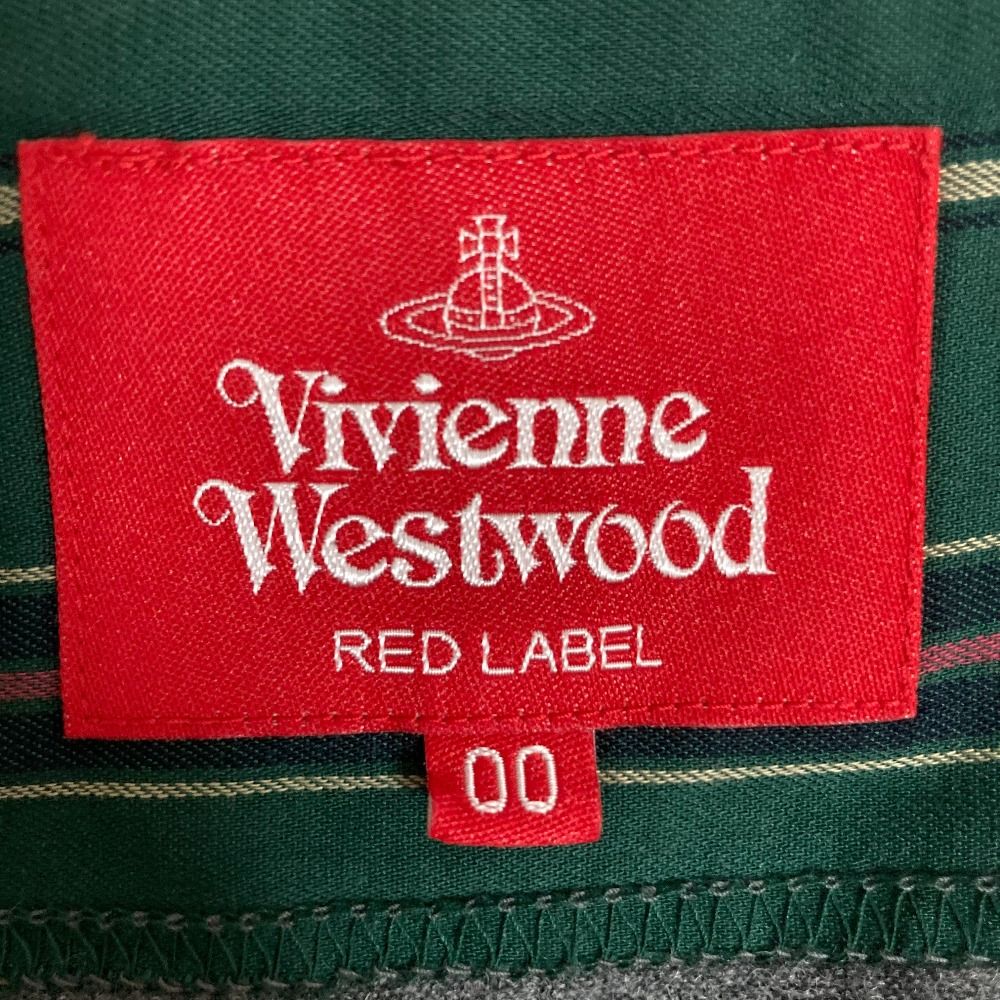 Vivienne
Westwood
RED LABEL
00